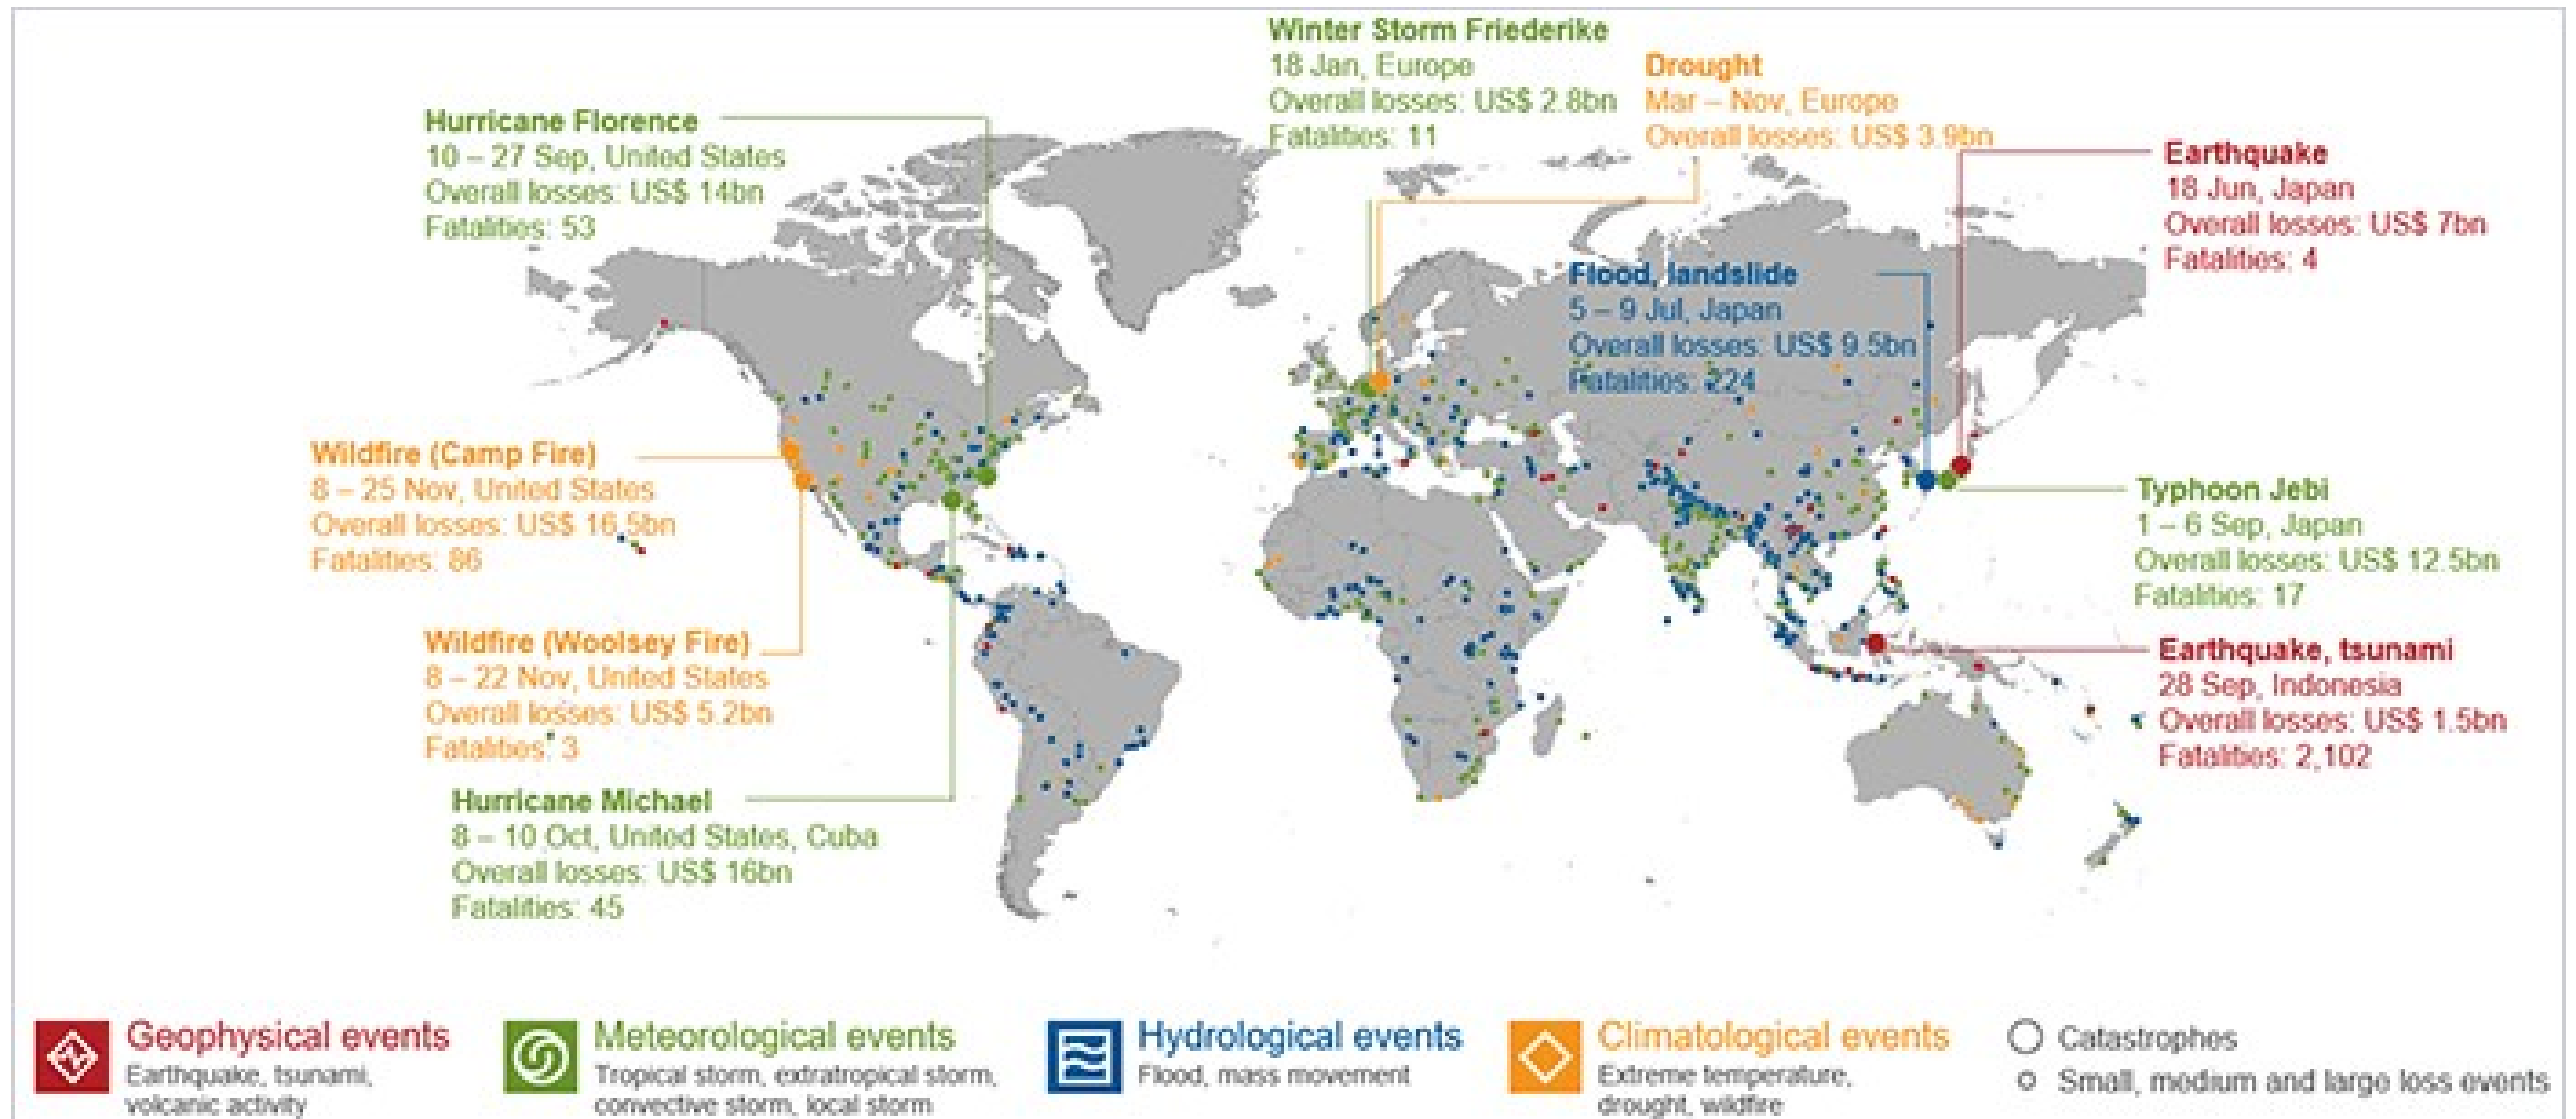 Winter Storm Friederike
18 Jan, Europe
Overall losses: US$ 2.8bn
Fatalities: 11
Drought
Mar – Nov, Europe
Overall losses: US$ 3.9bn
Hurricane Florence
10 – 27 Sep, United States
Overall losses: US$ 14bn
Fatalities: 53
Earthquake
18 Jun, Japan
Overall losses: US$ 7bn
Fatalities: 4
Flood, landslide
5 – 9 Jul, Japan
Overall losses: US$ 9.5bn
Fatalities: 224
Wildfire (Camp Fire)
8 – 25 Nov, United States
Overall losses: US$ 16.5bn
Fatalities: 86
Typhoon Jebi
1 – 6 Sep, Japan
Overall losses: US$ 12.5bn
Fatalities: 17
Wildfire (Woolsey Fire)
8 – 22 Nov, United States
Overall losses: US$ 5.2bn
Fatalities: 3
Earthquake, tsunami
28 Sep, Indonesia
Overall losses: US$ 1.5bn
Fatalities: 2,102
Hurricane Michael
8 – 10 Oct, United States, Cuba
Overall losses: US$ 16bn
Fatalities: 45
Geophysical events
Earthquake, tsunami,
volcanic activity
Meteorological events
Tropical storm, extratropical storm,
convective storm, local storm
Hydrological events
Flood, mass movement
Climatological events
Extreme temperature,
drought, wildfire
Catastrophes
Small, medium and large loss events